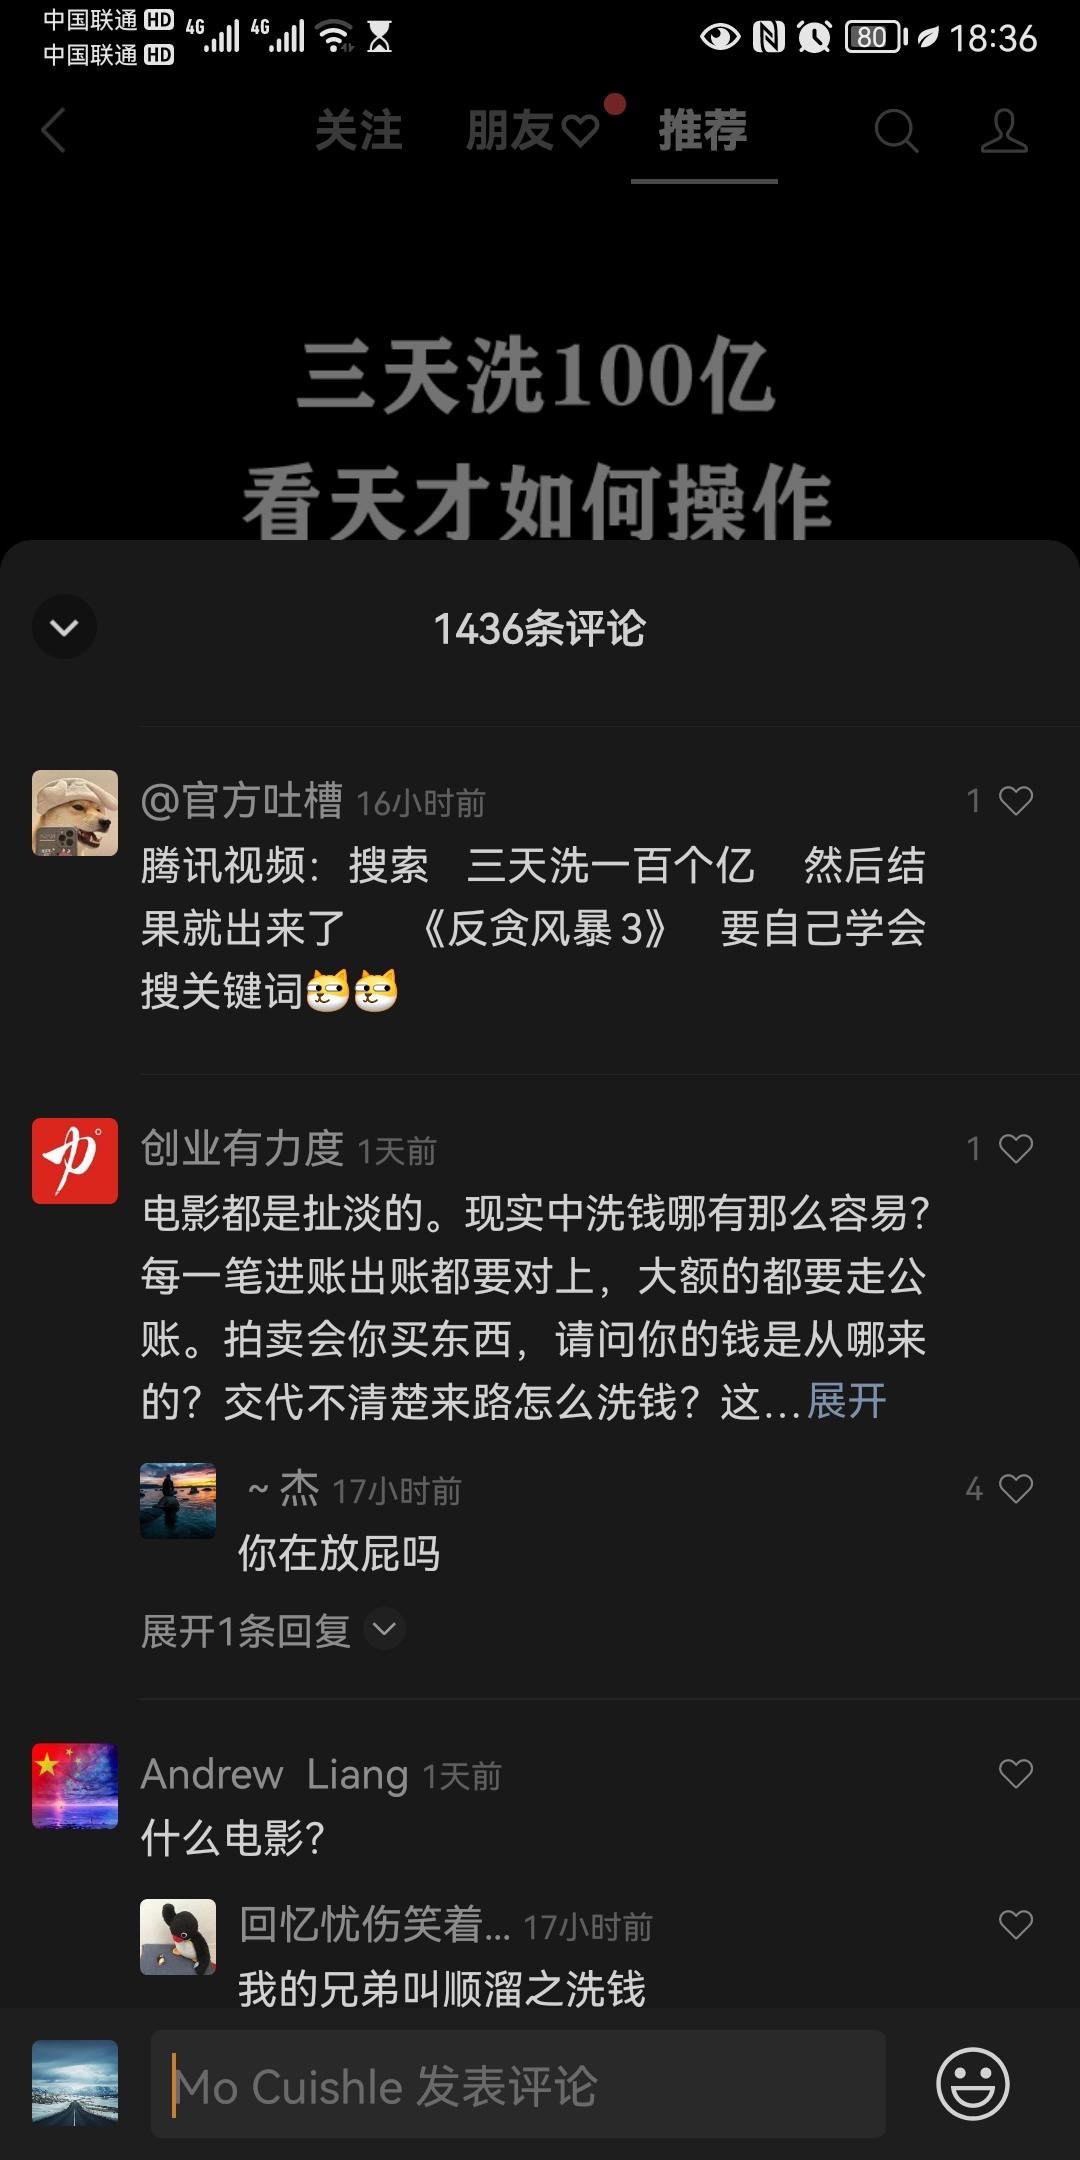 中国联通 HD 4G 4G 80 18:36
中国联通 HD
关注 朋友 推荐
三天洗100亿
看天才如何操作
1436条评论
@官方吐槽 16小时前 1
腾讯视频：搜索 三天洗一百个亿 然后结
果就出来了 《反贪风暴3》 要自己学会
搜关键词
创业有力度 1天前 1
电影都是扯淡的。现实中洗钱哪有那么容易？
每一笔进账出账都要对上，大额的都要走公
账。拍卖会你买东西，请问你的钱是从哪来
的？交代不清楚来路怎么洗钱？这...展开
~杰 17小时前 4
你在放屁吗
展开1条回复
Andrew Liang 1天前
什么电影？
回忆忧伤笑着... 17小时前
我的兄弟叫顺溜之洗钱
Mo Cuishle 发表评论